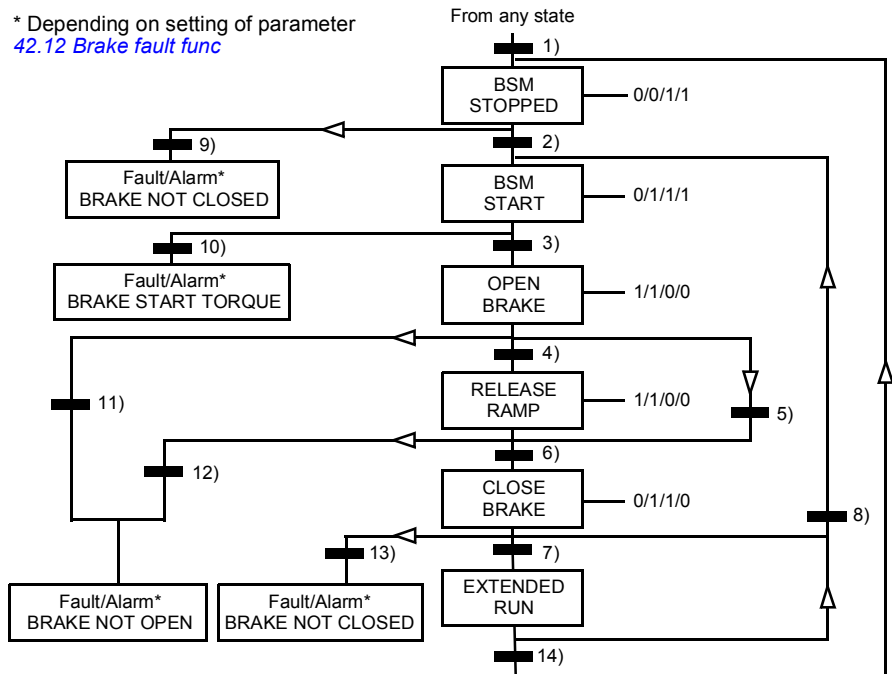 * Depending on setting of parameter
42.12 Brake fault func
From any state
1)
BSM
STOPPED
0/0/1/1
9)
2)
Fault/Alarm*
BRAKE NOT CLOSED
BSM
START
0/1/1/1
10)
3)
Fault/Alarm*
BRAKE START TORQUE
OPEN
BRAKE
1/1/0/0
4)
11)
RELEASE
RAMP
1/1/0/0
5)
12)
6)
CLOSE
BRAKE
0/1/1/0
8)
13)
7)
Fault/Alarm*
BRAKE NOT OPEN
Fault/Alarm*
BRAKE NOT CLOSED
EXTENDED
RUN
14)